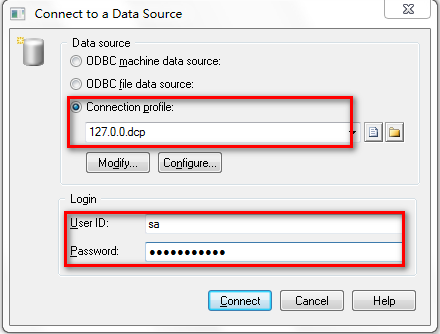 Connect to a Data Source
Data source
ODBC machine data source:
ODBC file data source:
Connection profile:
127.0.0.dcp
Modify...
Configure...
Login
User ID:
sa
Password:
●●●●●●●●●●●
Connect
Cancel
Help